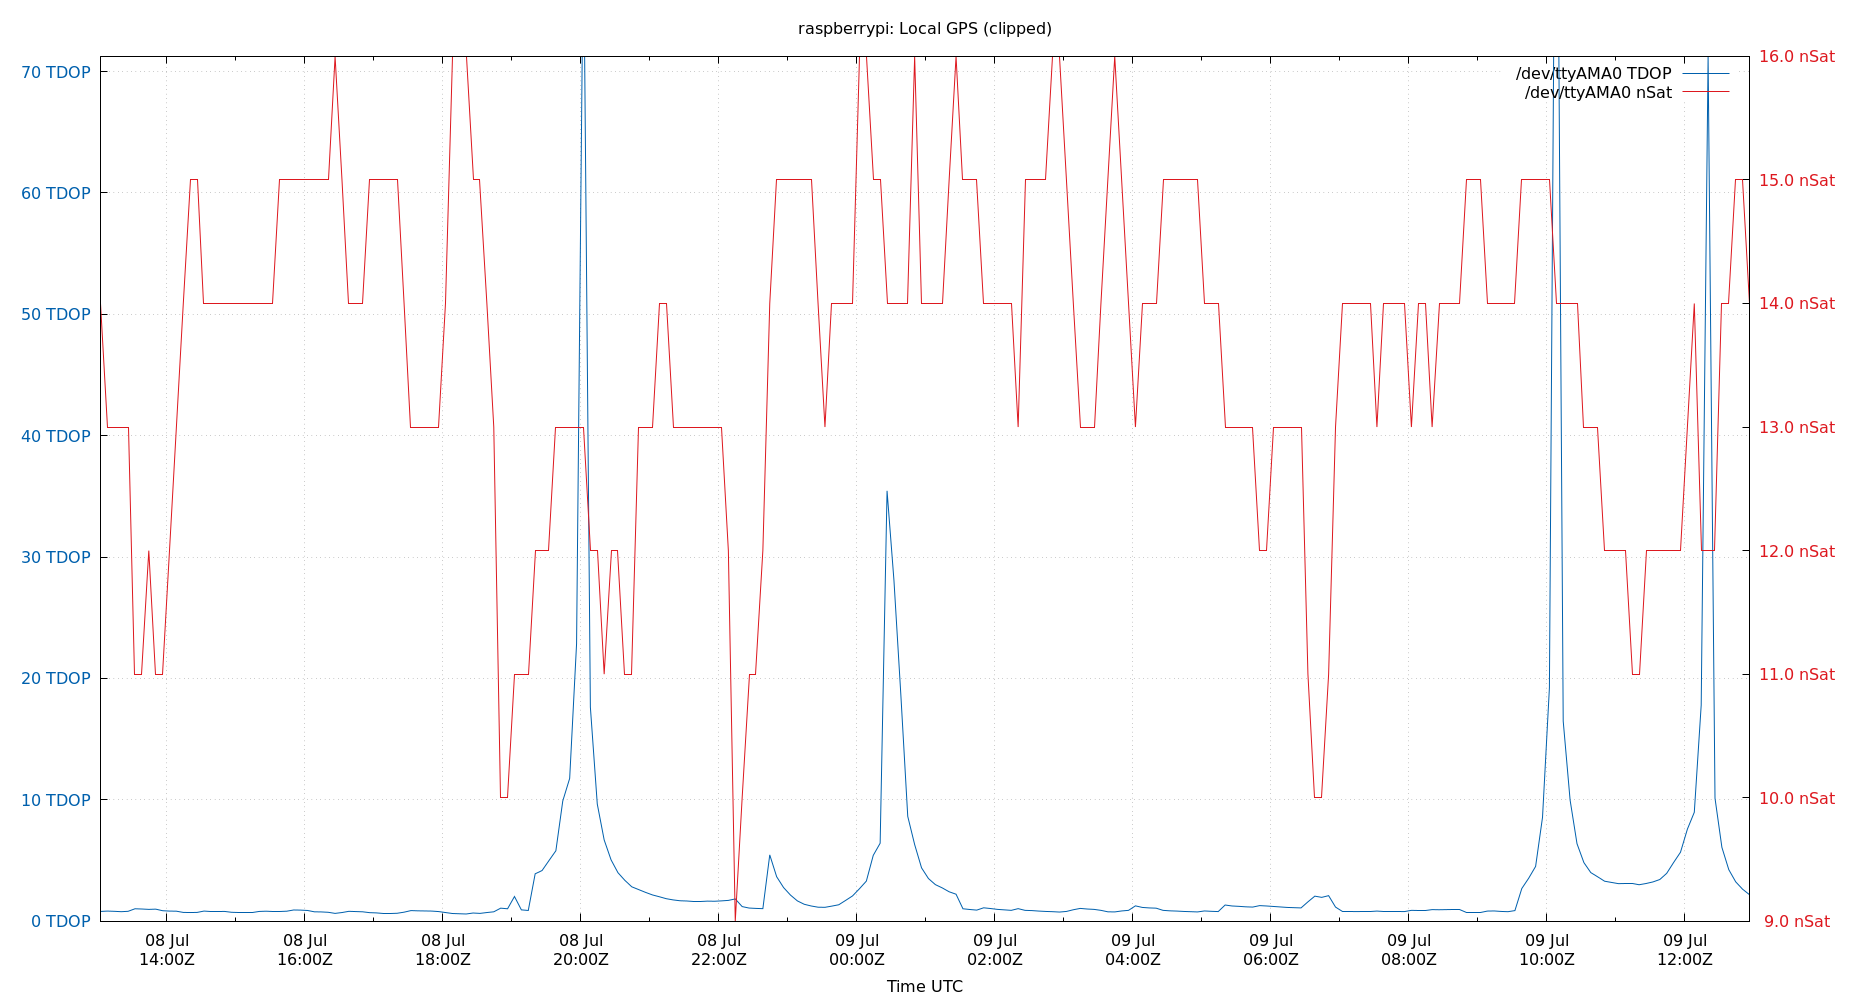 raspberrypi: Local GPS (clipped)
70 TDOP
60 TDOP
50 TDOP
40 TDOP
30 TDOP
20 TDOP
10 TDOP
0 TDOP
16.0 nSat
15.0 nSat
14.0 nSat
13.0 nSat
12.0 nSat
11.0 nSat
10.0 nSat
9.0 nSat
/dev/ttyAMA0 TDOP
/dev/ttyAMA0 nSat
08 Jul
14:00Z
08 Jul
16:00Z
08 Jul
18:00Z
08 Jul
20:00Z
08 Jul
22:00Z
09 Jul
00:00Z
09 Jul
02:00Z
09 Jul
04:00Z
09 Jul
06:00Z
09 Jul
08:00Z
09 Jul
10:00Z
09 Jul
12:00Z
Time UTC